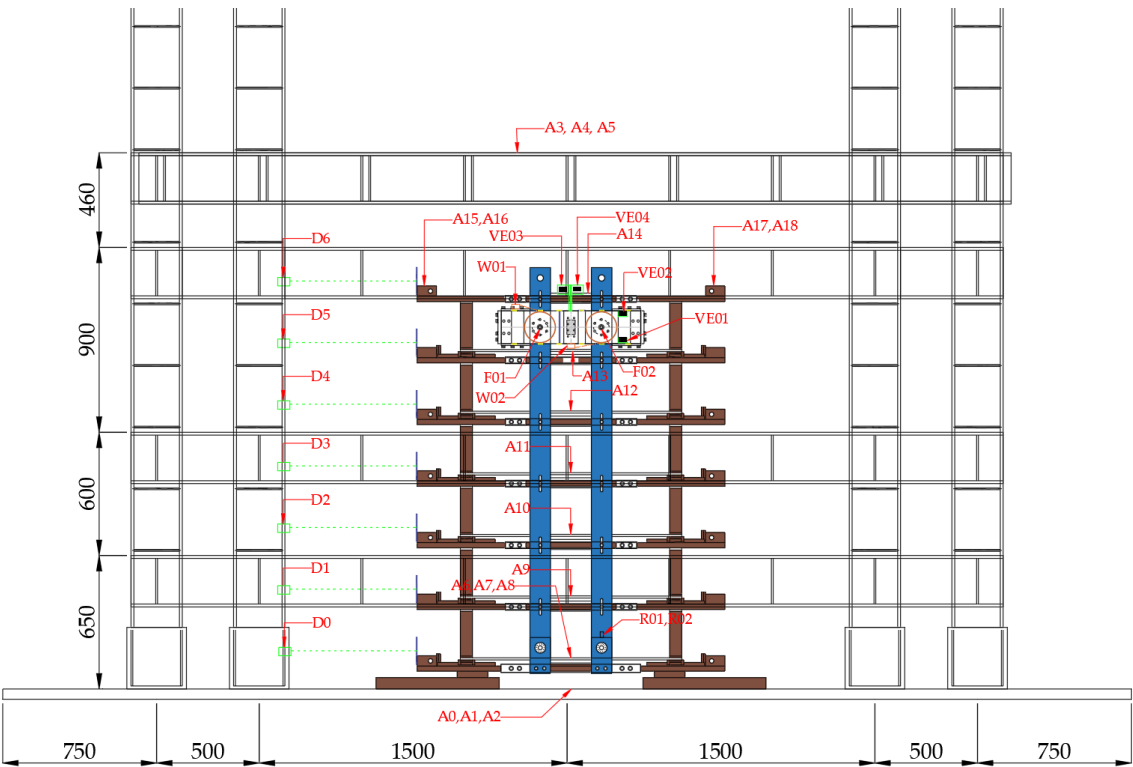 A3, A4, A5
460
A15,A16
VE04
A17,A18
VE03
A14
D6
W01
VE02
D5
VE01
900
F01
A13
F02
W02
A12
D4
D3
A11
600
D2
A10
D1
A9
A6,A7,A8
650
D0
R01,R02
A0,A1,A2
750
500
1500
1500
500
750